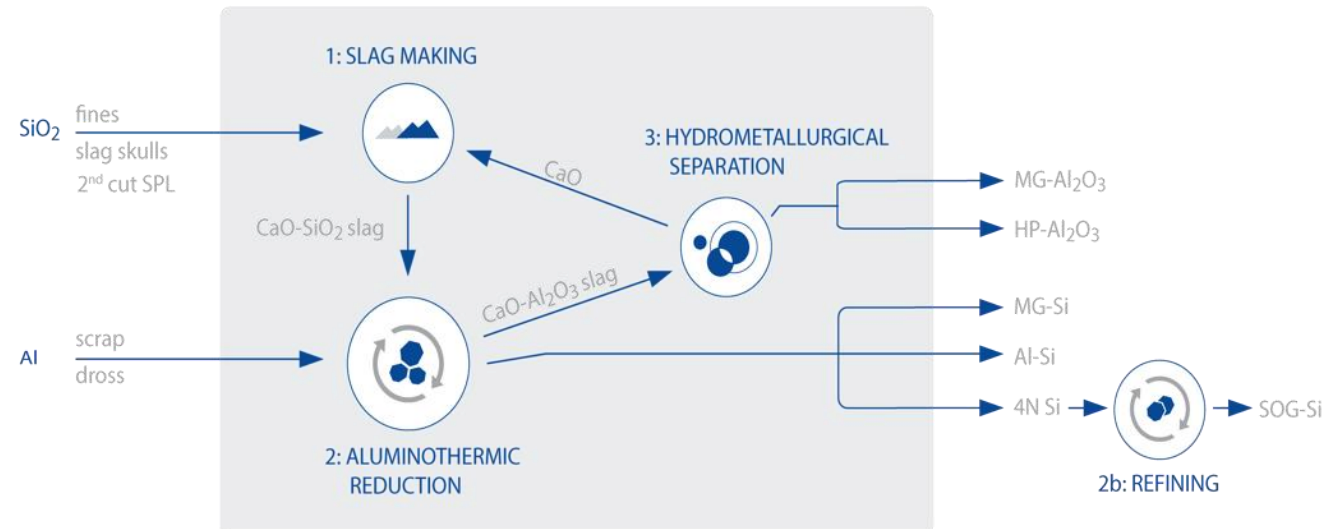 1: SLAG MAKING
SiO₂
fines
slag skulls
2ⁿᵈ cut SPL
CaO
3: HYDROMETALLURGICAL
SEPARATION
MG-Al₂O₃
HP-Al₂O₃
CaO-SiO₂ slag
CaO-Al₂O₃ slag
MG-Si
Al
scrap
dross
Al-Si
4N Si
SOG-Si
2: ALUMINOTHERMIC
REDUCTION
2b: REFINING